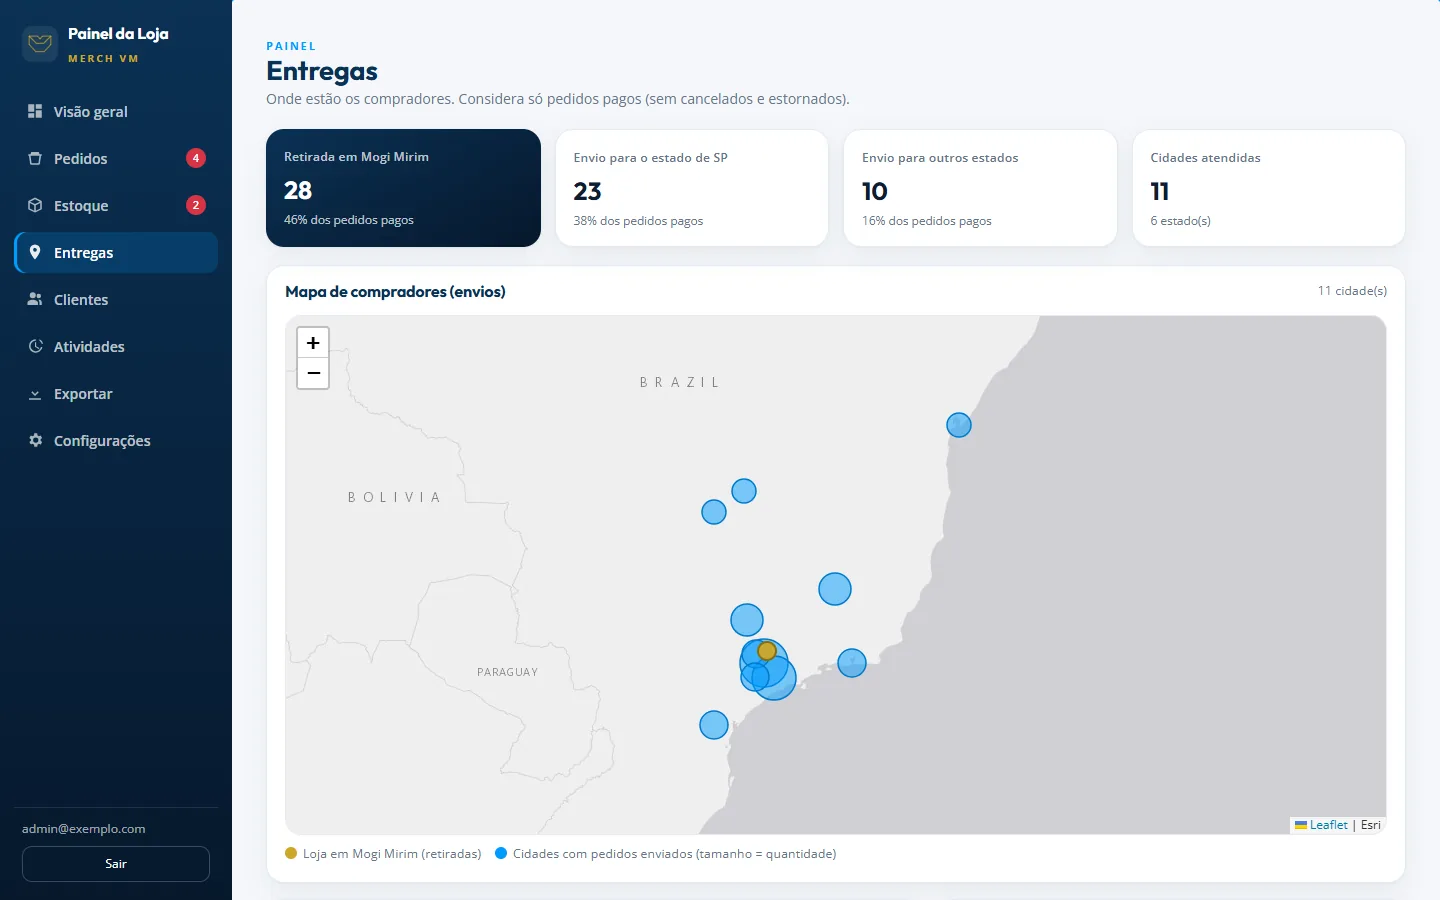 Painel da Loja
MERCH VM
Visão geral
Pedidos 4
Estoque 2
Entregas
Clientes
Atividades
Exportar
Configurações
admin@exemplo.com
Sair
PAINEL
Entregas
Onde estão os compradores. Considera só pedidos pagos (sem cancelados e estornados).
Retirada em Mogi Mirim
28
46% dos pedidos pagos
Envio para o estado de SP
23
38% dos pedidos pagos
Envio para outros estados
10
16% dos pedidos pagos
Cidades atendidas
11
6 estado(s)
Mapa de compradores (envios)
11 cidade(s)
+
−
BRAZIL
BOLIVIA
PARAGUAY
Leaflet | Esri
Loja em Mogi Mirim (retiradas)
Cidades com pedidos enviados (tamanho = quantidade)